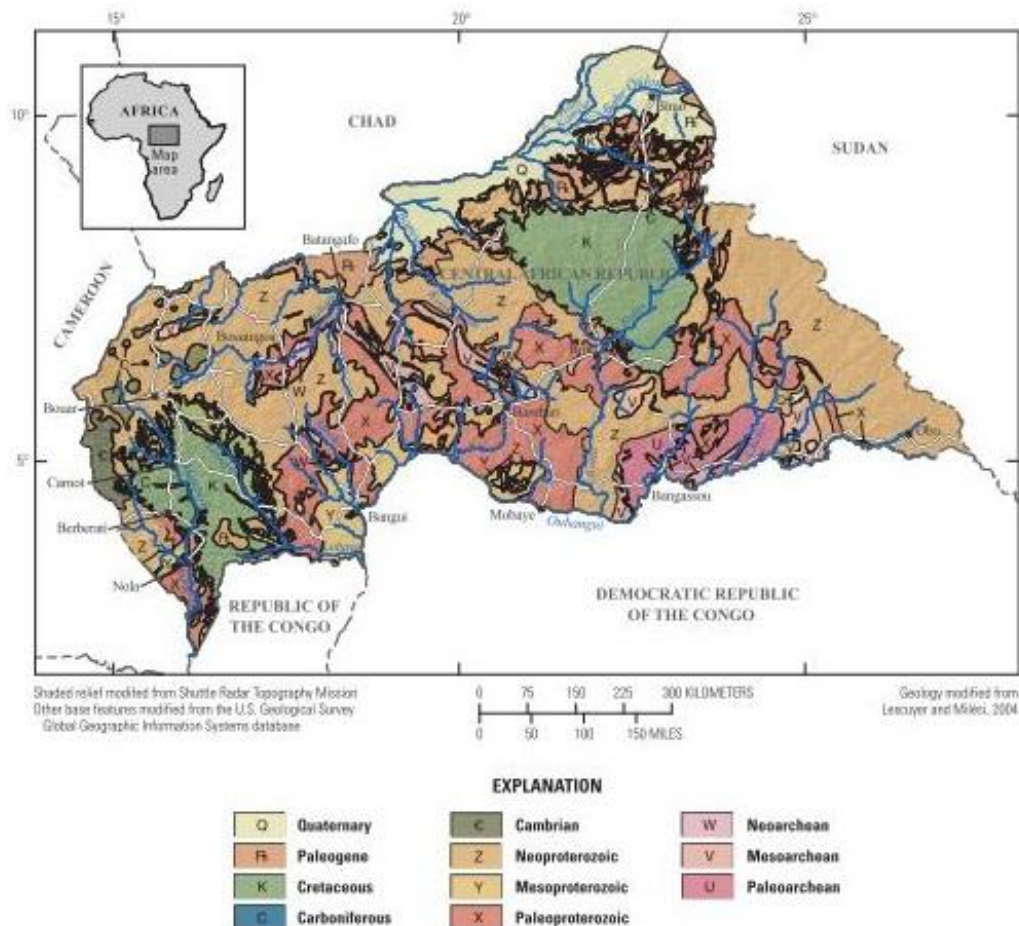 15° 20° 25°
10°
5°
AFRICA
Map
area
CHAD
SUDAN
CAMEROON
CENTRAL AFRICAN REPUBLIC
REPUBLIC OF
THE CONGO
DEMOCRATIC REPUBLIC
OF THE CONGO
Birao
Batangafo
Bossangoa
Bouar
Carnot
Berberati
Nola
Bangui
Bambari
Mobaye
Oubangui
Bangassou
Obo
Q
K
Z
Z
Z
Z
Z
X
X
X
W
U
V
Y
K
Shaded relief modified from Shuttle Radar Topography Mission
Other base features modified from the U.S. Geological Survey
Global Geographic Information Systems database
0 75 150 225 300 KILOMETERS
0 50 100 150 MILES
Geology modified from
Lescuyer and Milési, 2004
EXPLANATION
Q Quaternary
Paleogene
K Cretaceous
C Carboniferous
Є Cambrian
Z Neoproterozoic
Y Mesoproterozoic
X Paleoproterozoic
W Neoarchean
V Mesoarchean
U Paleoarchean